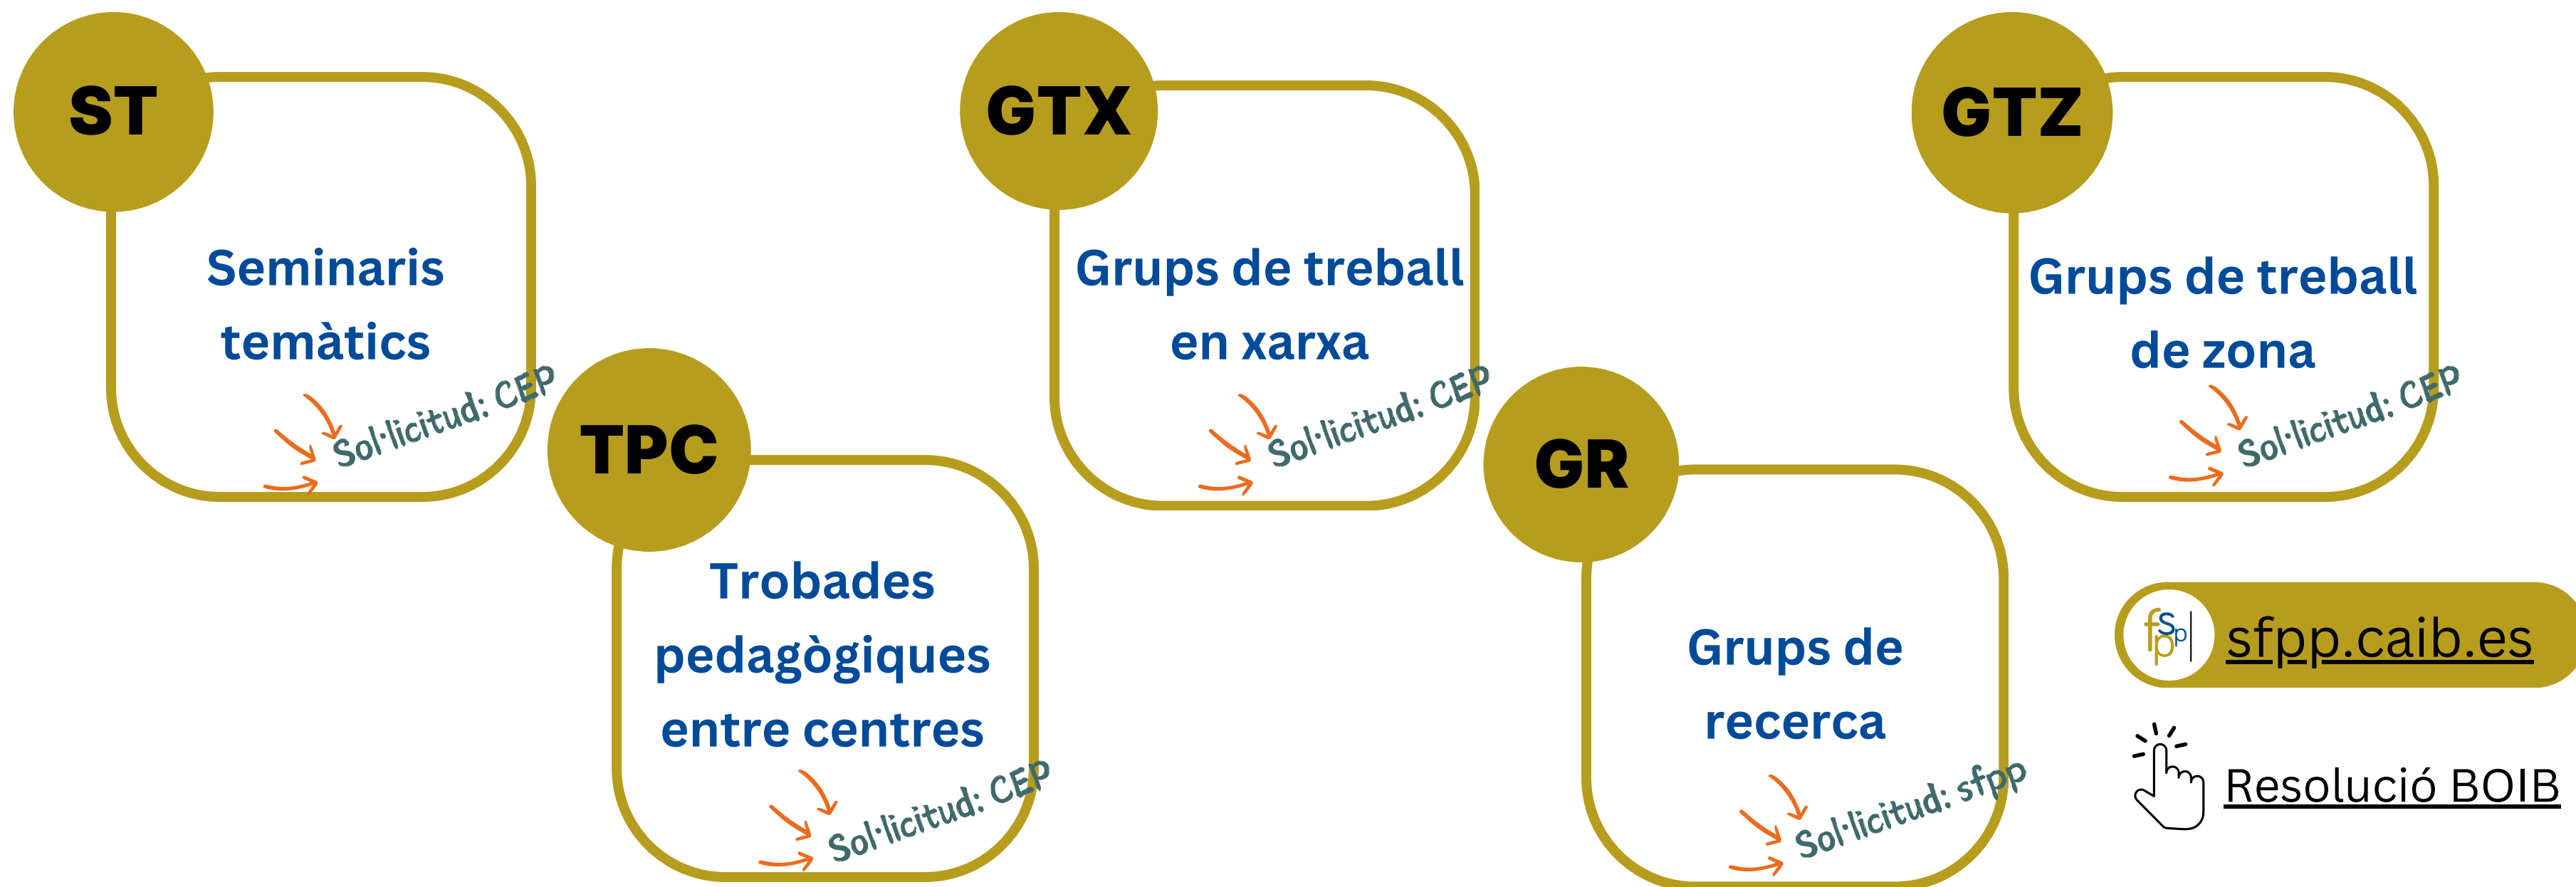 ST
Seminaris
temàtics
Sol·licitud: CEP
TPC
Trobades
pedagògiques
entre centres
Sol·licitud: CEP
GTX
Grups de treball
en xarxa
Sol·licitud: CEP
GR
Grups de
recerca
Sol·licitud: sfpp
GTZ
Grups de treball
de zona
Sol·licitud: CEP
fspp
sfpp.caib.es
Resolució BOIB